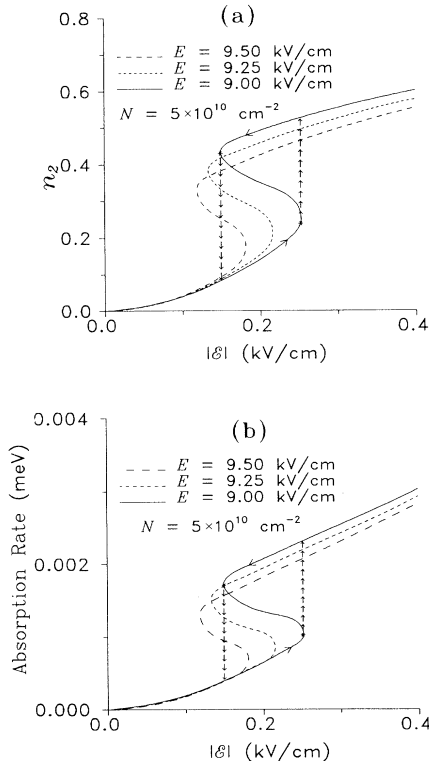 (a)
0.8
0.6
0.4
0.2
0.0
n₂
E = 9.50 kV/cm
E = 9.25 kV/cm
E = 9.00 kV/cm
N = 5×10¹⁰ cm⁻²
0.0 0.2 0.4
|ℰ| (kV/cm)
(b)
0.004
0.002
0.000
Absorption Rate (meV)
E = 9.50 kV/cm
E = 9.25 kV/cm
E = 9.00 kV/cm
N = 5×10¹⁰ cm⁻²
0.0 0.2 0.4
|ℰ| (kV/cm)